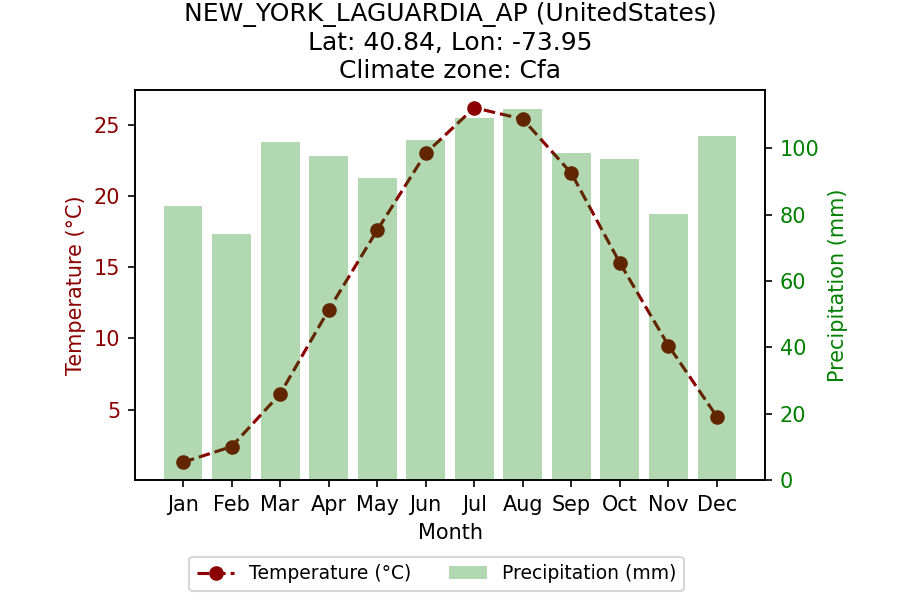 NEW_YORK_LAGUARDIA_AP (UnitedStates)
Lat: 40.84, Lon: -73.95
Climate zone: Cfa
Temperature (°C)
25
20
15
10
5
100
80
60
40
20
0
Precipitation (mm)
Jan Feb Mar Apr May Jun Jul Aug Sep Oct Nov Dec
Month
Temperature (°C) Precipitation (mm)